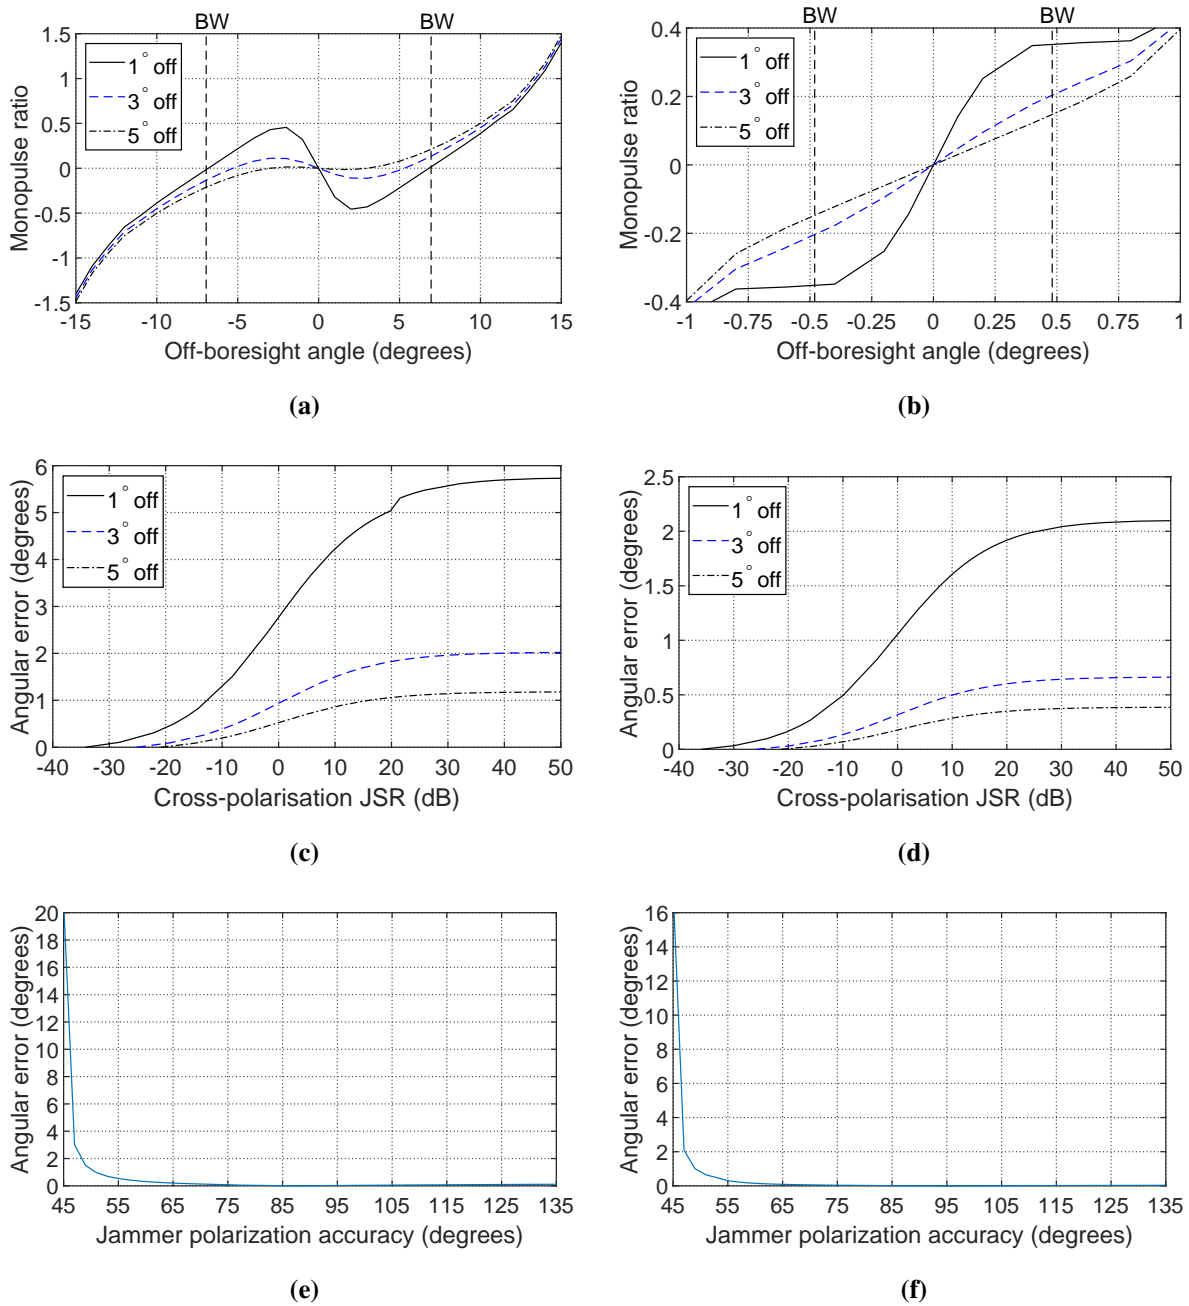 BW BW
1.5
1
0.5
0
-0.5
-1
-1.5
Monopulse ratio
1° off
3° off
5° off
-15 -10 -5 0 5 10 15
Off-boresight angle (degrees)
(a)
BW BW
0.4
0.2
0
-0.2
-0.4
Monopulse ratio
1° off
3° off
5° off
-1 -0.75 -0.5 -0.25 0 0.25 0.5 0.75 1
Off-boresight angle (degrees)
(b)
6
5
4
3
2
1
0
Angular error (degrees)
1° off
3° off
5° off
-40 -30 -20 -10 0 10 20 30 40 50
Cross-polarisation JSR (dB)
(c)
2.5
2
1.5
1
0.5
0
Angular error (degrees)
1° off
3° off
5° off
-40 -30 -20 -10 0 10 20 30 40 50
Cross-polarisation JSR (dB)
(d)
20
18
16
14
12
10
8
6
4
2
0
Angular error (degrees)
45 55 65 75 85 95 105 115 125 135
Jammer polarization accuracy (degrees)
(e)
16
14
12
10
8
6
4
2
0
Angular error (degrees)
45 55 65 75 85 95 105 115 125 135
Jammer polarization accuracy (degrees)
(f)